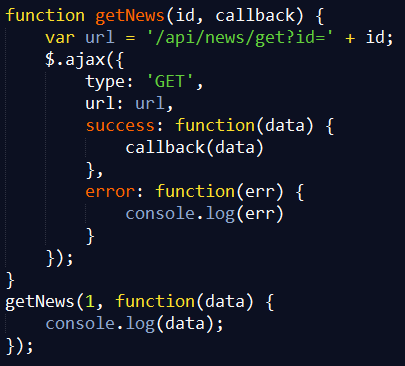 function getNews(id, callback) {
    var url = '/api/news/get?id=' + id;
    $.ajax({
        type: 'GET',
        url: url,
        success: function(data) {
            callback(data)
        },
        error: function(err) {
            console.log(err)
        }
    });
}
getNews(1, function(data) {
    console.log(data);
});